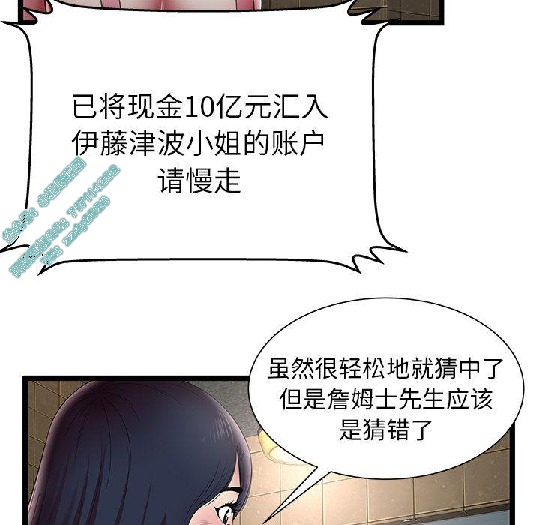 已将现金10亿元汇入
伊藤津波小姐的账户
请慢走
虽然很轻松地就猜中了
但是詹姆士先生应该
是猜错了